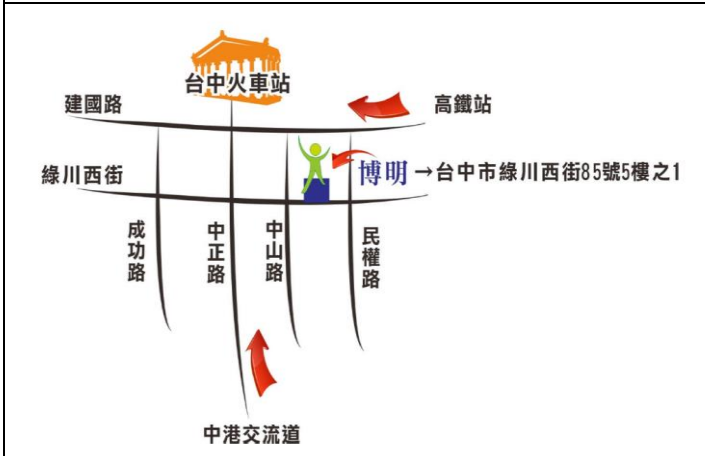 台中火車站
建國路
高鐵站
綠川西街
博明→台中市綠川西街85號5樓之1
成功路
中正路
中山路
民權路
中港交流道